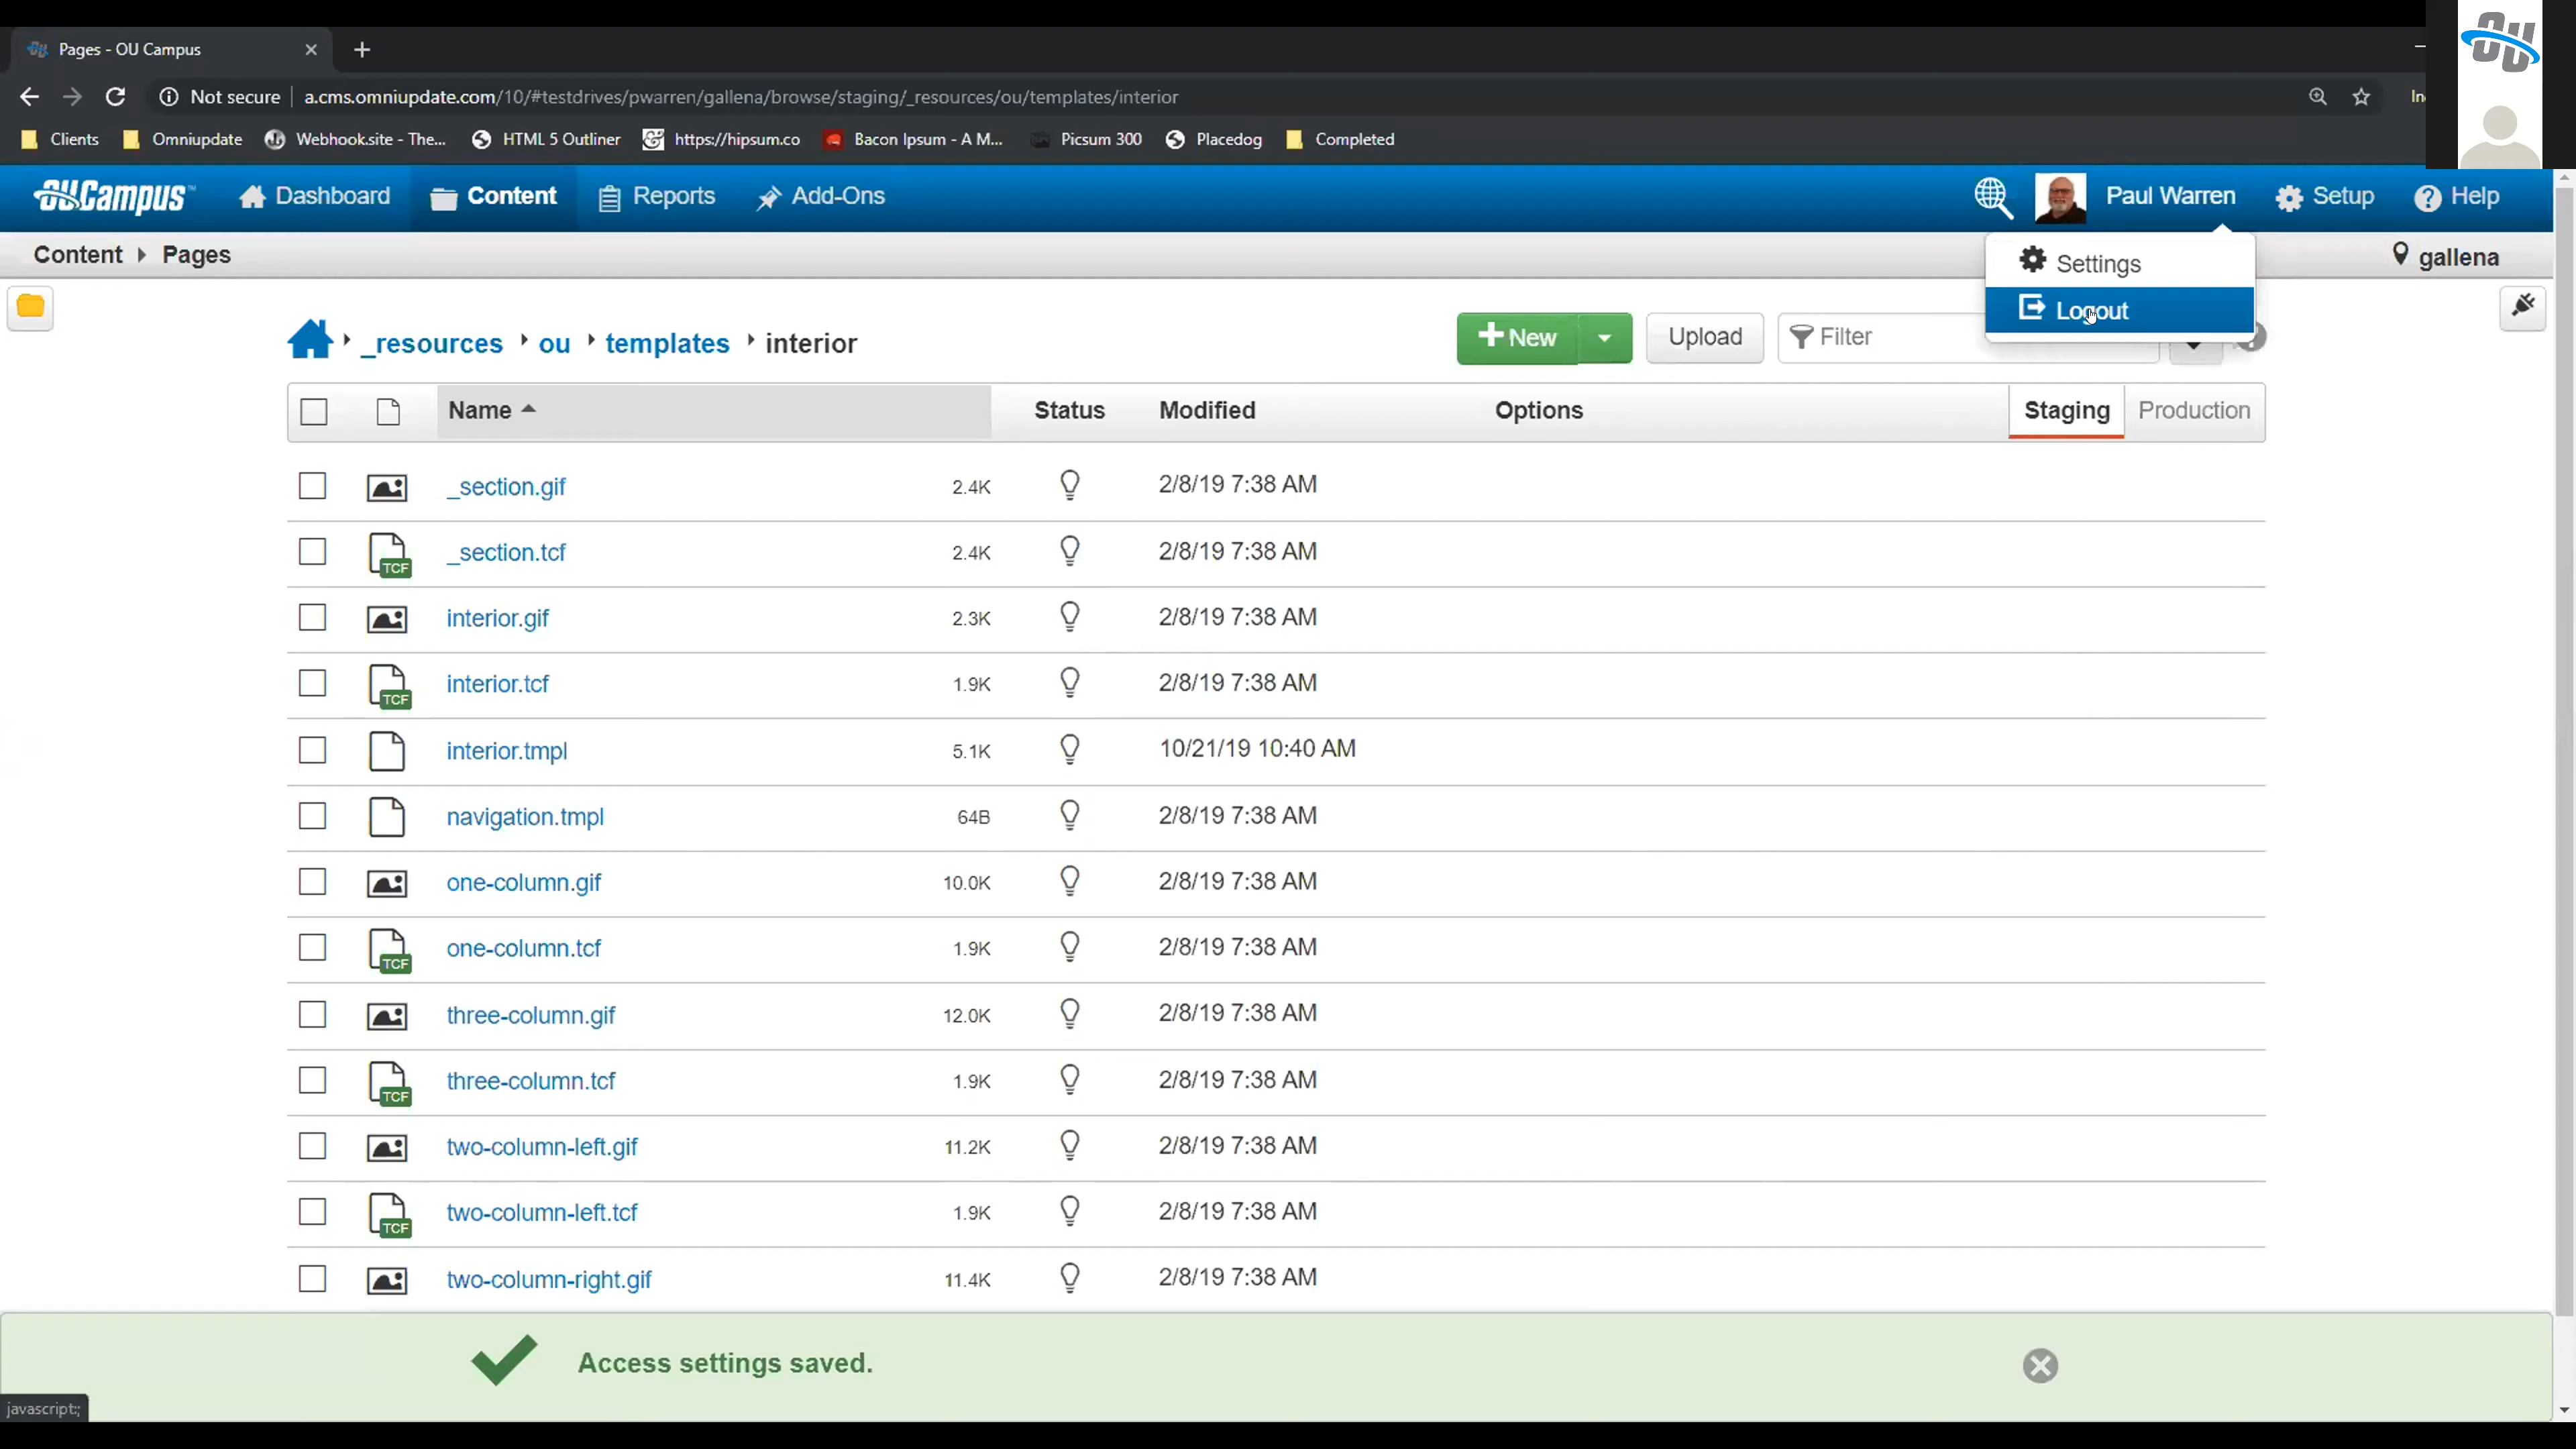 Pages - OU Campus
Not secure | a.cms.omniupdate.com/10/#testdrives/pwarren/gallena/browse/staging/_resources/ou/templates/interior
Clients Omniupdate Webhook.site - The... HTML 5 Outliner https://hipsum.co Bacon Ipsum - A M... Picsum 300 Placedog Completed
OU
OUCampus Dashboard Content Reports Add-Ons Paul Warren Setup Help
Content Pages gallena
Settings
Logout
_resources ou templates interior + New Upload Filter
Name Status Modified Options Staging Production
_section.gif 2.4K 2/8/19 7:38 AM
TCF _section.tcf 2.4K 2/8/19 7:38 AM
interior.gif 2.3K 2/8/19 7:38 AM
TCF interior.tcf 1.9K 2/8/19 7:38 AM
interior.tmpl 5.1K 10/21/19 10:40 AM
navigation.tmpl 64B 2/8/19 7:38 AM
one-column.gif 10.0K 2/8/19 7:38 AM
TCF one-column.tcf 1.9K 2/8/19 7:38 AM
three-column.gif 12.0K 2/8/19 7:38 AM
TCF three-column.tcf 1.9K 2/8/19 7:38 AM
two-column-left.gif 11.2K 2/8/19 7:38 AM
TCF two-column-left.tcf 1.9K 2/8/19 7:38 AM
two-column-right.gif 11.4K 2/8/19 7:38 AM
Access settings saved.
javascript:;